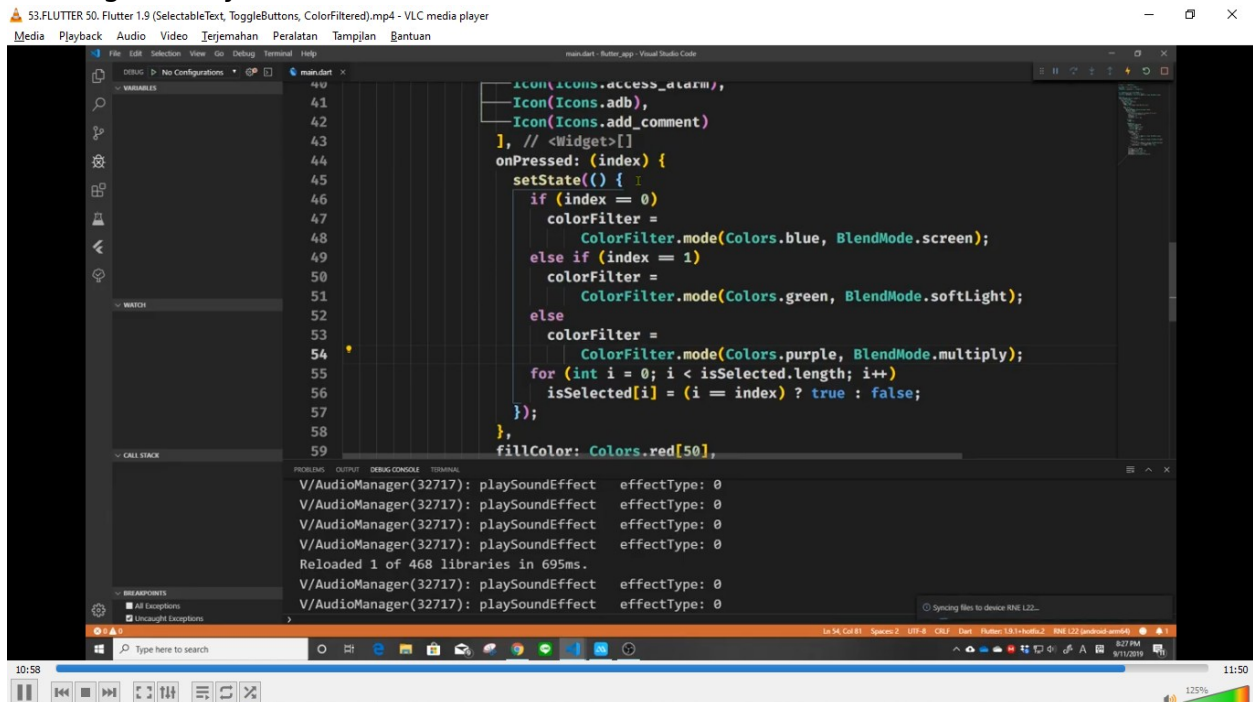 53.FLUTTER 50. Flutter 1.9 (SelectableText, ToggleButtons, ColorFiltered).mp4 - VLC media player
Media Playback Audio Video Terjemahan Peralatan Tampilan Bantuan
File Edit Selection View Go Debug Terminal Help
main.dart - flutter_app - Visual Studio Code
DEBUG No Configurations
main.dart
VARIABLES
40 Icon(Icons.access_alarm),
41 Icon(Icons.adb),
42 Icon(Icons.add_comment)
43 ], // <Widget>[]
44 onPressed: (index) {
45 setState(() {
46 if (index == 0)
47 colorFilter =
48 ColorFilter.mode(Colors.blue, BlendMode.screen);
49 else if (index == 1)
50 colorFilter =
51 ColorFilter.mode(Colors.green, BlendMode.softLight);
52 else
53 colorFilter =
54 ColorFilter.mode(Colors.purple, BlendMode.multiply);
55 for (int i = 0; i < isSelected.length; i++)
56 isSelected[i] = (i == index) ? true : false;
57 });
58 },
59 fillColor: Colors.red[50],
WATCH
CALL STACK
BREAKPOINTS
All Exceptions
Uncaught Exceptions
PROBLEMS OUTPUT DEBUG CONSOLE TERMINAL
V/AudioManager(32717): playSoundEffect effectType: 0
V/AudioManager(32717): playSoundEffect effectType: 0
V/AudioManager(32717): playSoundEffect effectType: 0
V/AudioManager(32717): playSoundEffect effectType: 0
Reloaded 1 of 468 libraries in 695ms.
V/AudioManager(32717): playSoundEffect effectType: 0
V/AudioManager(32717): playSoundEffect effectType: 0
Syncing files to device RNE L22...
0 0
Ln 54, Col 81 Spaces: 2 UTF-8 CRLF Dart Flutter: 1.9.1+hotfix.2 RNE L22 (android-arm64) 1
Type here to search
8:27 PM
9/11/2019
10:58
11:50
125%